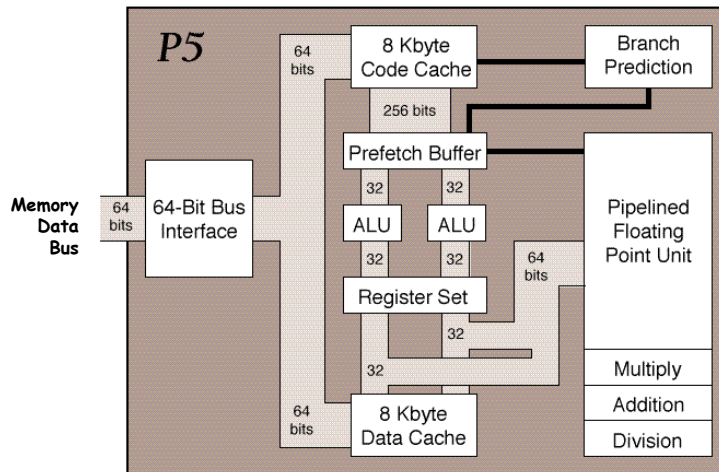 P5
64
bits
8 Kbyte
Code Cache
Branch
Prediction
256 bits
Prefetch Buffer
Memory
Data
Bus
64
bits
64-Bit Bus
Interface
32
32
ALU
ALU
32
32
Register Set
64
bits
Pipelined
Floating
Point Unit
32
32
Multiply
Addition
Division
64
bits
8 Kbyte
Data Cache